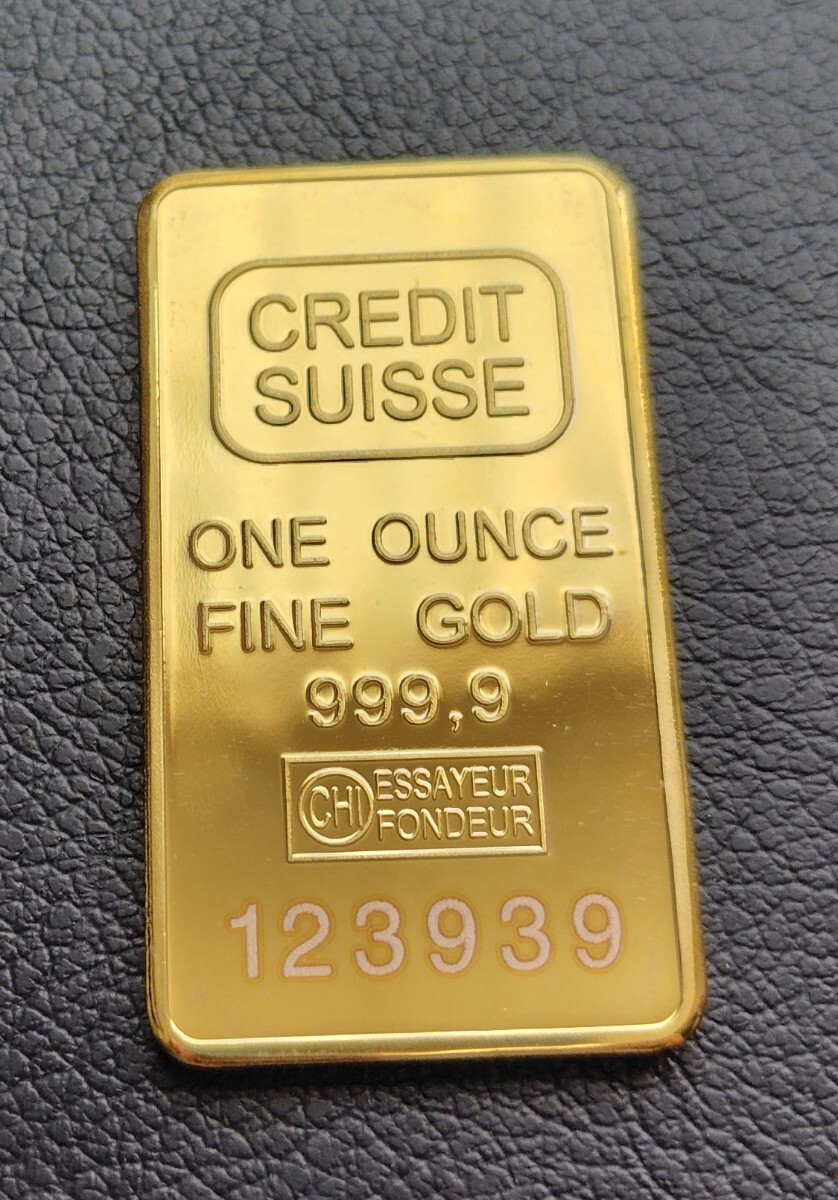 CREDIT
SUISSE
ONE OUNCE
FINE GOLD
999,9
CHI ESSAYEUR
FONDEUR
123939